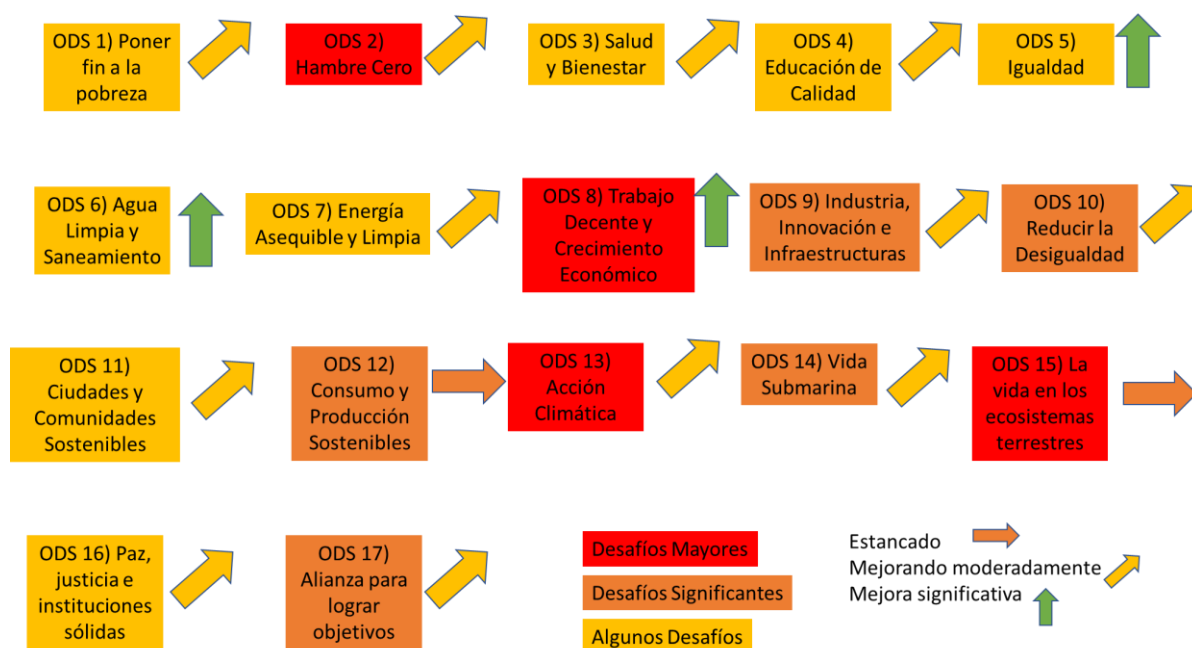 ODS 1) Poner
fin a la
pobreza
ODS 2)
Hambre Cero
ODS 3) Salud
y Bienestar
ODS 4)
Educación de
Calidad
ODS 5)
Igualdad
ODS 6) Agua
Limpia y
Saneamiento
ODS 7) Energía
Asequible y Limpia
ODS 8) Trabajo
Decente y
Crecimiento
Económico
ODS 9) Industria,
Innovación e
Infraestructuras
ODS 10)
Reducir la
Desigualdad
ODS 11)
Ciudades y
Comunidades
Sostenibles
ODS 12)
Consumo y
Producción
Sostenibles
ODS 13)
Acción
Climática
ODS 14) Vida
Submarina
ODS 15) La
vida en los
ecosistemas
terrestres
ODS 16) Paz,
justicia e
instituciones
sólidas
ODS 17)
Alianza para
lograr
objetivos
Desafíos Mayores
Desafíos Significantes
Algunos Desafíos
Estancado
Mejorando moderadamente
Mejora significativa